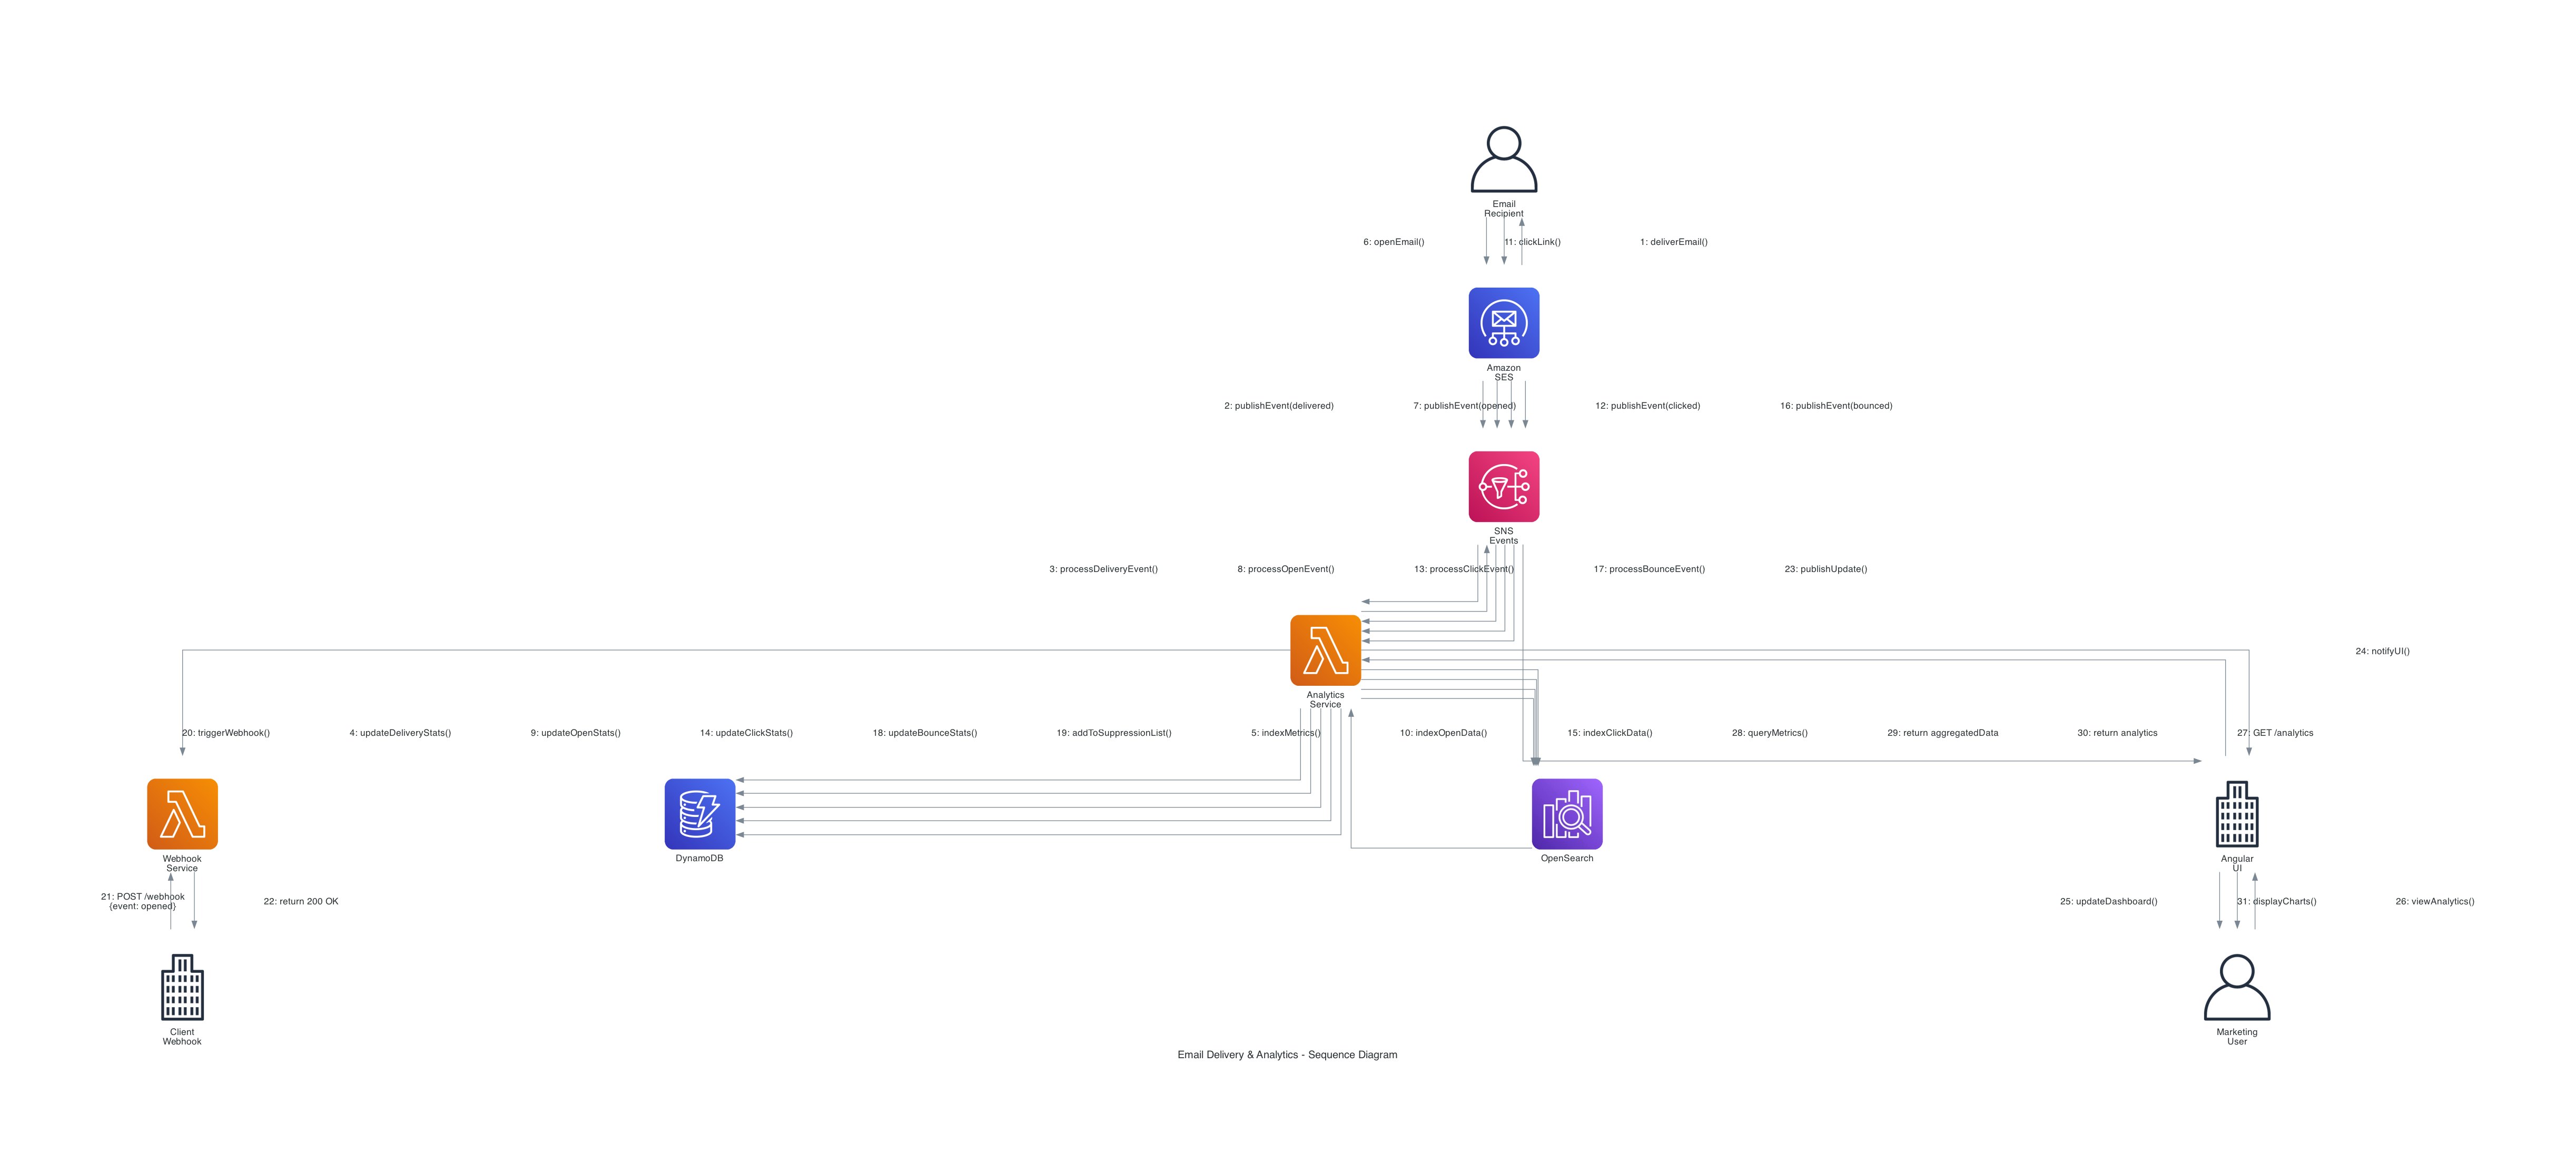 Email
Recipient
6: openEmail()
11: clickLink()
1: deliverEmail()
Amazon
SES
2: publishEvent(delivered)
7: publishEvent(opened)
12: publishEvent(clicked)
16: publishEvent(bounced)
SNS
Events
3: processDeliveryEvent()
8: processOpenEvent()
13: processClickEvent()
17: processBounceEvent()
23: publishUpdate()
24: notifyUI()
Analytics
Service
20: triggerWebhook()
4: updateDeliveryStats()
9: updateOpenStats()
14: updateClickStats()
18: updateBounceStats()
19: addToSuppressionList()
5: indexMetrics()
10: indexOpenData()
15: indexClickData()
28: queryMetrics()
29: return aggregatedData
30: return analytics
27: GET /analytics
Webhook
Service
DynamoDB
OpenSearch
Angular
UI
21: POST /webhook
{event: opened}
22: return 200 OK
25: updateDashboard()
31: displayCharts()
26: viewAnalytics()
Client
Webhook
Marketing
User
Email Delivery & Analytics - Sequence Diagram